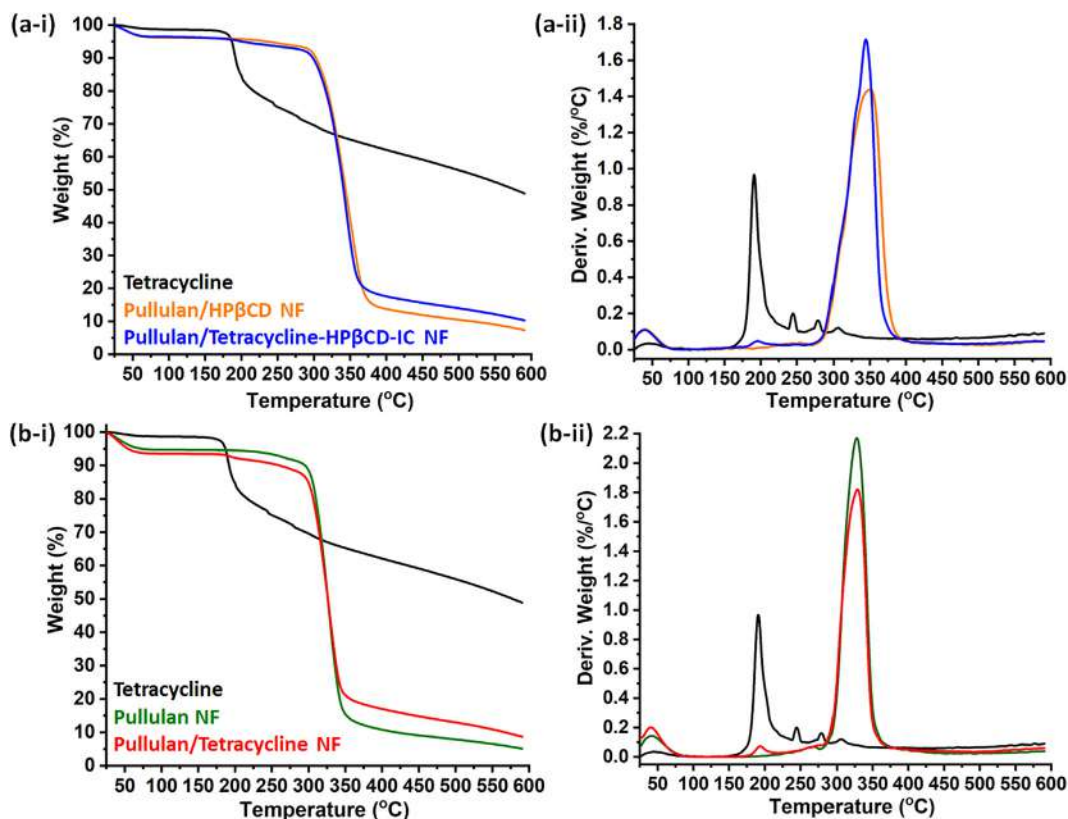 (a-i)
100
90
80
70
60
50
40
30
20
10
0
Weight (%)
Tetracycline
Pullulan/HPβCD NF
Pullulan/Tetracycline-HPβCD-IC NF
50 100 150 200 250 300 350 400 450 500 550 600
Temperature (°C)
(a-ii)
1.8
1.6
1.4
1.2
1.0
0.8
0.6
0.4
0.2
0.0
Deriv. Weight (%/°C)
50 100 150 200 250 300 350 400 450 500 550 600
Temperature (°C)
(b-i)
100
90
80
70
60
50
40
30
20
10
0
Weight (%)
Tetracycline
Pullulan NF
Pullulan/Tetracycline NF
50 100 150 200 250 300 350 400 450 500 550 600
Temperature (°C)
(b-ii)
2.2
2.0
1.8
1.6
1.4
1.2
1.0
0.8
0.6
0.4
0.2
0.0
Deriv. Weight (%/°C)
50 100 150 200 250 300 350 400 450 500 550 600
Temperature (°C)